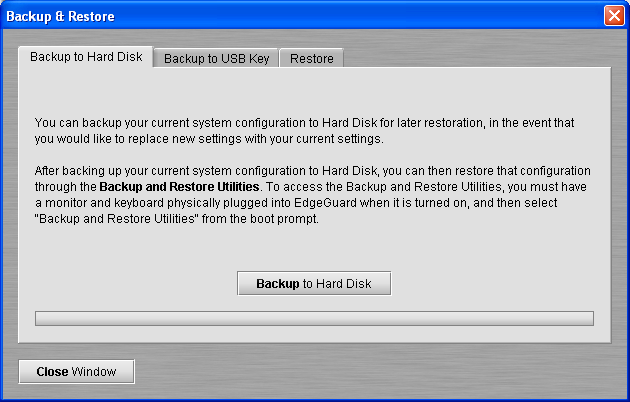 Backup & Restore
Backup to Hard Disk
Backup to USB Key
Restore
You can backup your current system configuration to Hard Disk for later restoration, in the event that
you would like to replace new settings with your current settings.
After backing up your current system configuration to Hard Disk, you can then restore that configuration
through the Backup and Restore Utilities. To access the Backup and Restore Utilities, you must have
a monitor and keyboard physically plugged into EdgeGuard when it is turned on, and then select
"Backup and Restore Utilities" from the boot prompt.
Backup to Hard Disk
Close Window